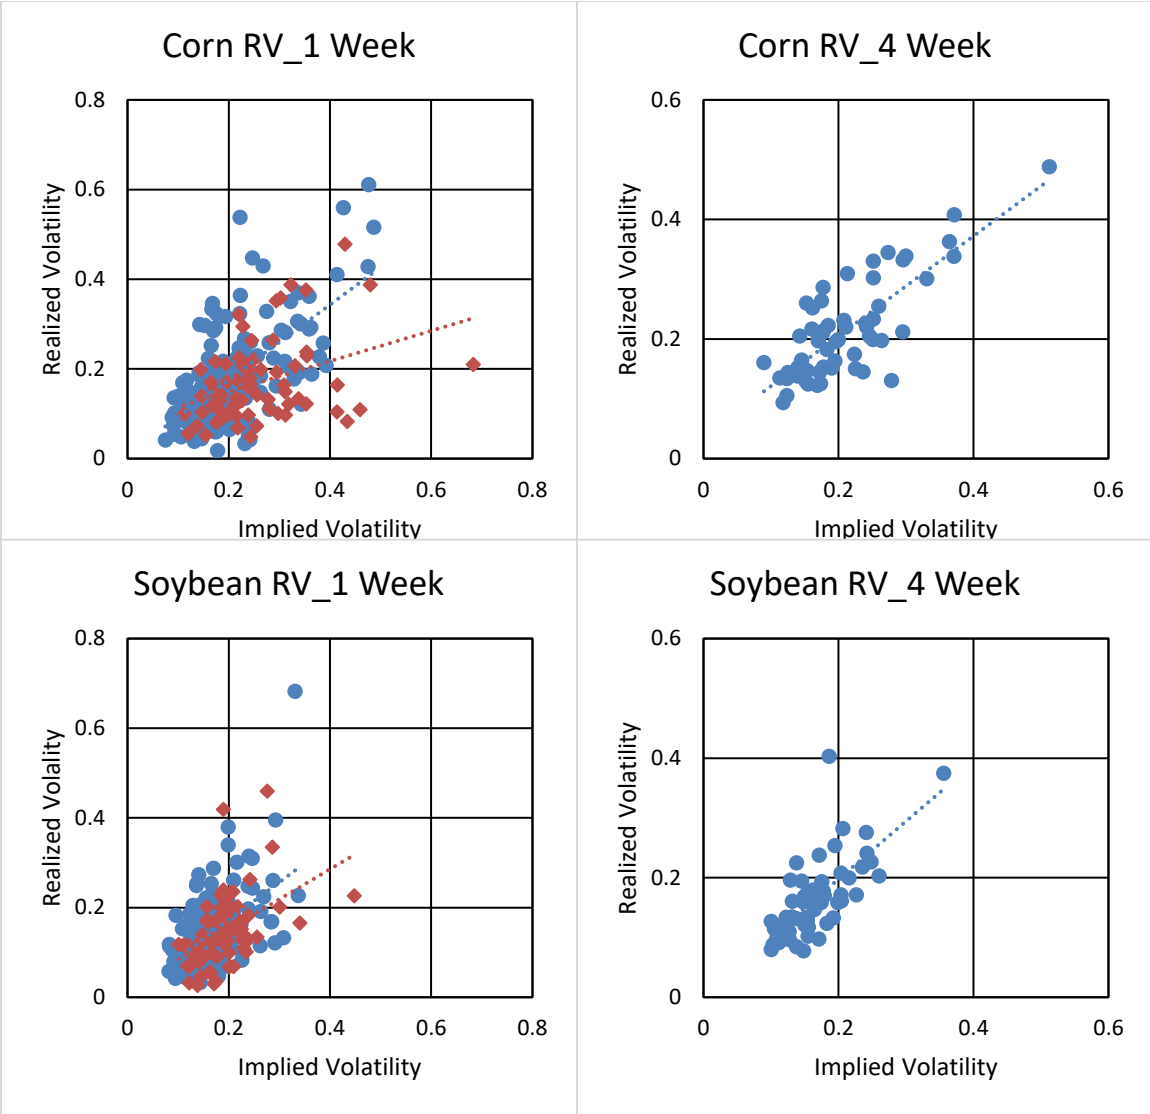 Corn RV_1 Week
0.8
0.6
0.4
0.2
0
Realized Volatility
0 0.2 0.4 0.6 0.8
Implied Volatility
Corn RV_4 Week
0.6
0.4
0.2
0
Realized Volatility
0 0.2 0.4 0.6
Implied Volatility
Soybean RV_1 Week
0.8
0.6
0.4
0.2
0
Realized Volality
0 0.2 0.4 0.6 0.8
Implied Volatility
Soybean RV_4 Week
0.6
0.4
0.2
0
Realized Volatility
0 0.2 0.4 0.6
Implied Volatility